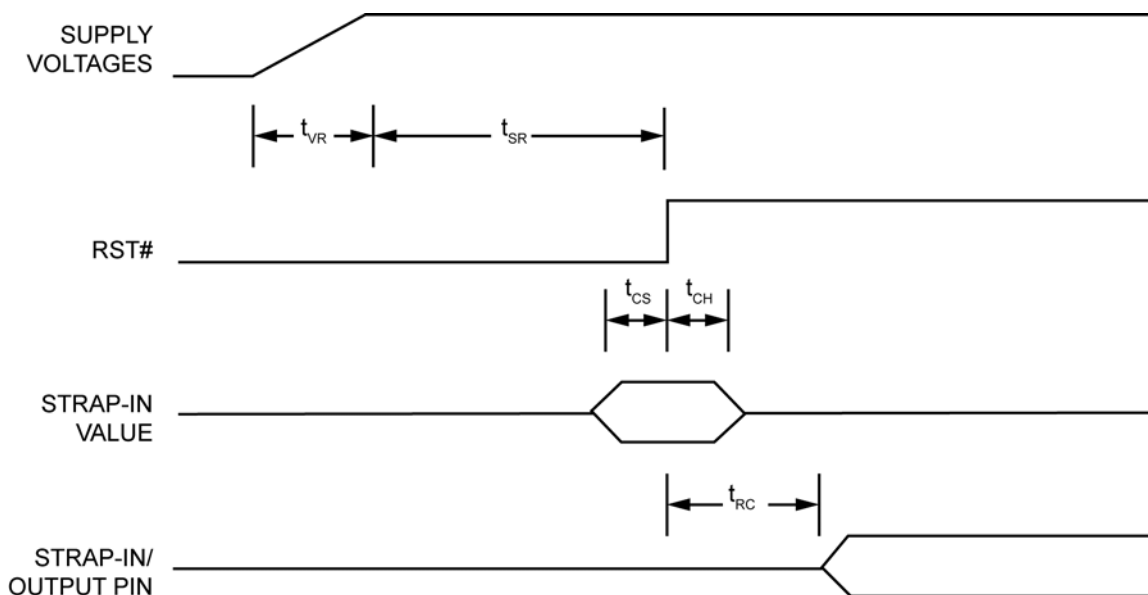 SUPPLY
VOLTAGES
tVR
tSR
RST#
tCS
tCH
STRAP-IN
VALUE
tRC
STRAP-IN/
OUTPUT PIN